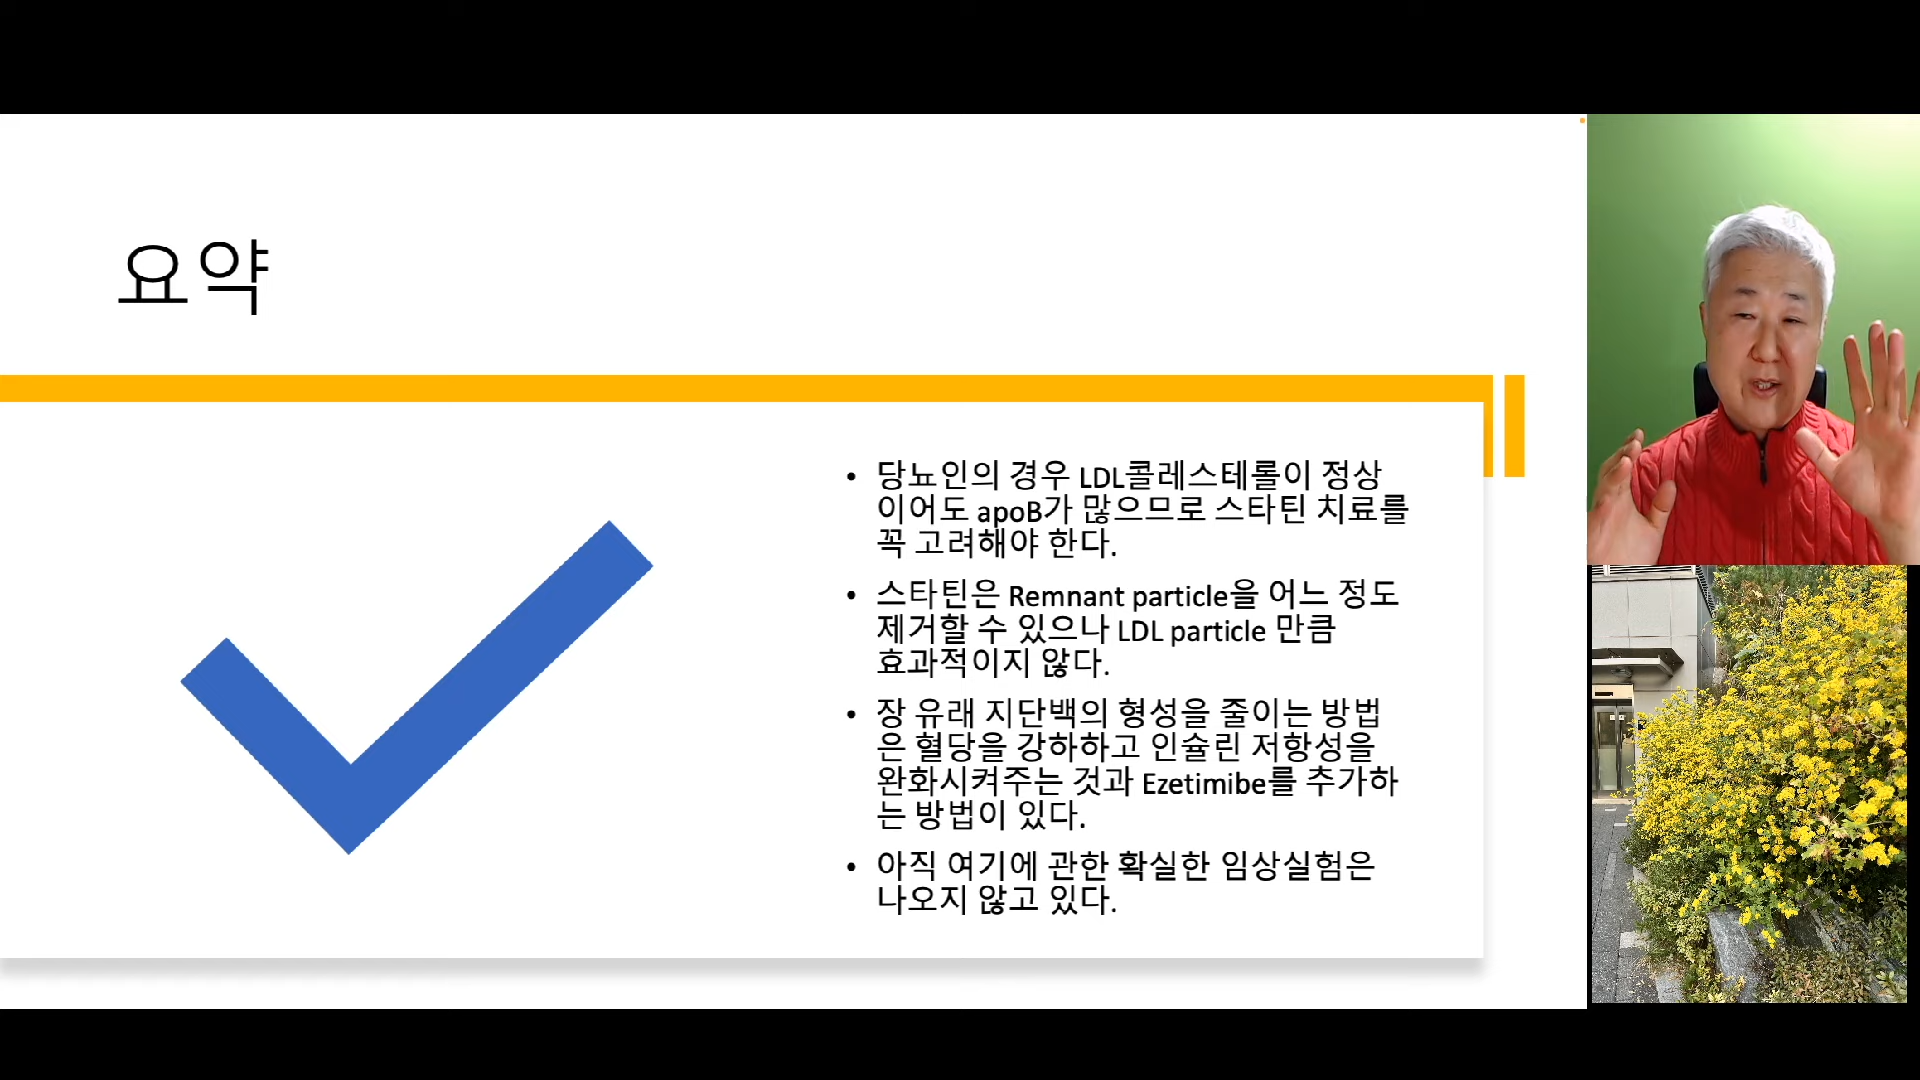 요약
• 당뇨인의 경우 LDL콜레스테롤이 정상
이어도 apoB가 많으므로 스타틴 치료를
꼭 고려해야 한다.
• 스타틴은 Remnant particle을 어느 정도
제거할 수 있으나 LDL particle 만큼
효과적이지 않다.
• 장 유래 지단백의 형성을 줄이는 방법
은 혈당을 강하하고 인슐린 저항성을
완화시켜주는 것과 Ezetimibe를 추가하
는 방법이 있다.
• 아직 여기에 관한 확실한 임상실험은
나오지 않고 있다.